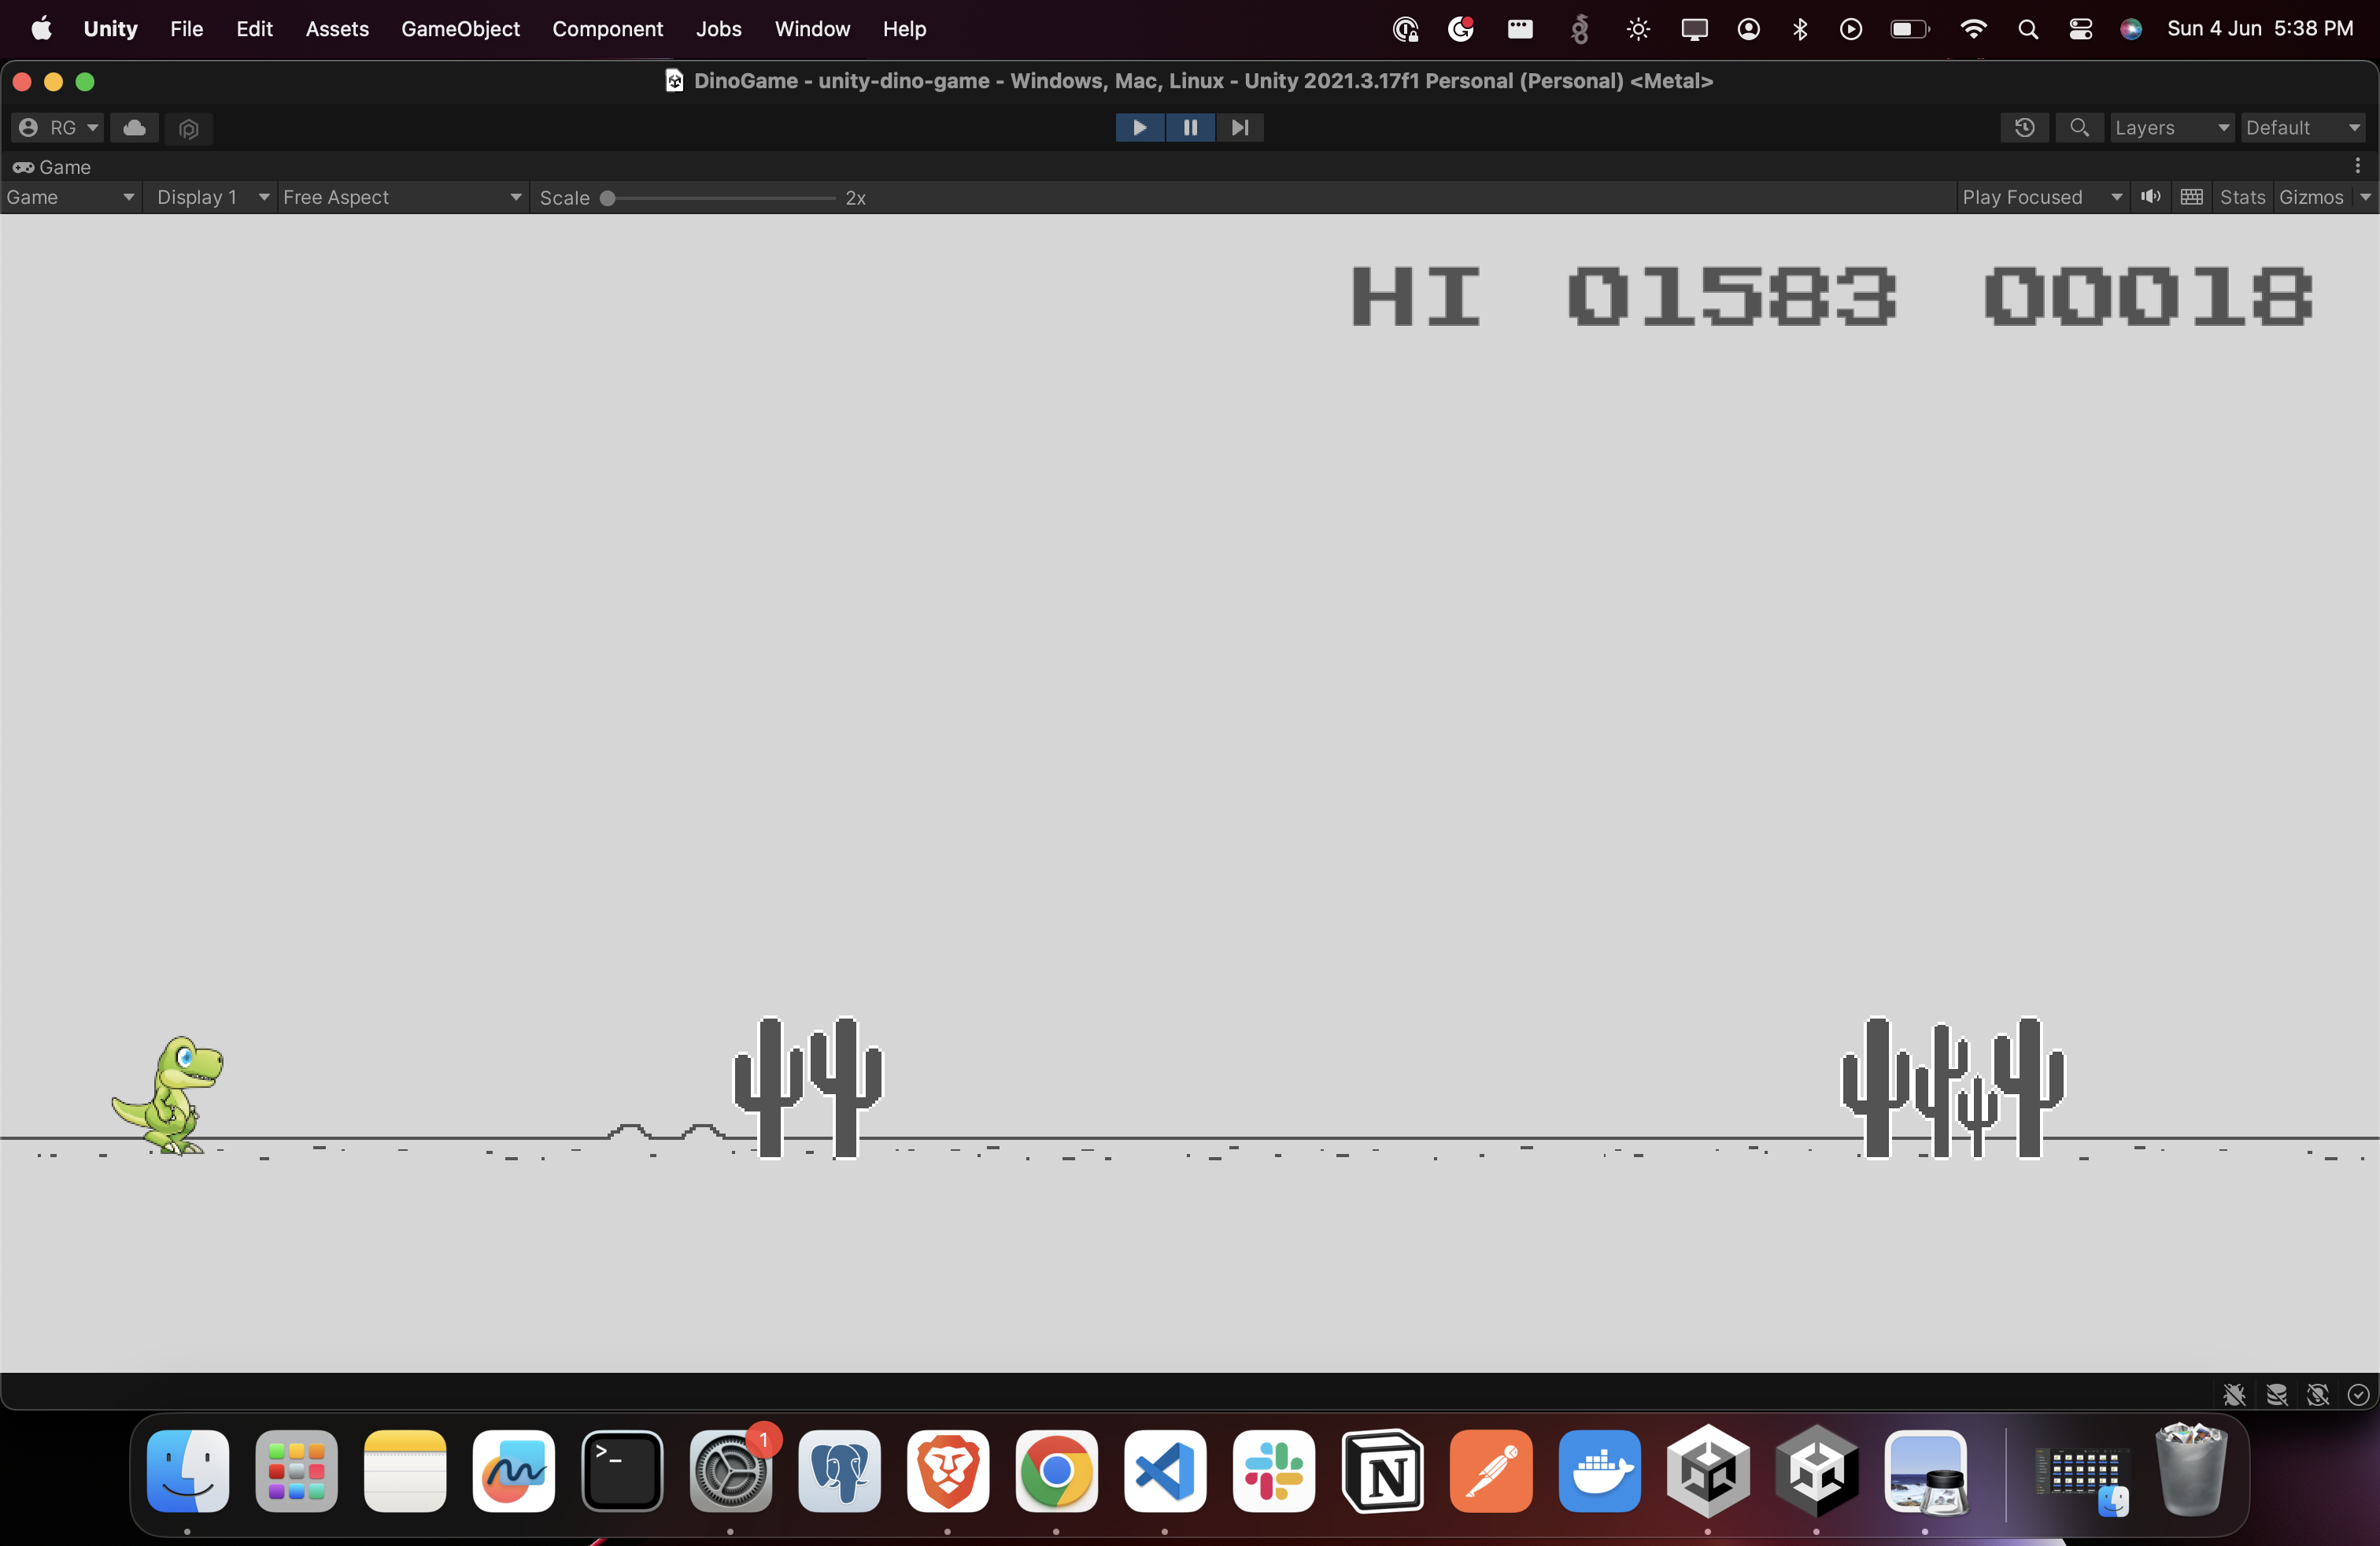 Unity File Edit Assets GameObject Component Jobs Window Help Sun 4 Jun 5:38 PM
DinoGame - unity-dino-game - Windows, Mac, Linux - Unity 2021.3.17f1 Personal (Personal) <Metal>
RG Layers Default
Game
Game Display 1 Free Aspect Scale 2x Play Focused Stats Gizmos
HI 01583 00018
1
>_
N